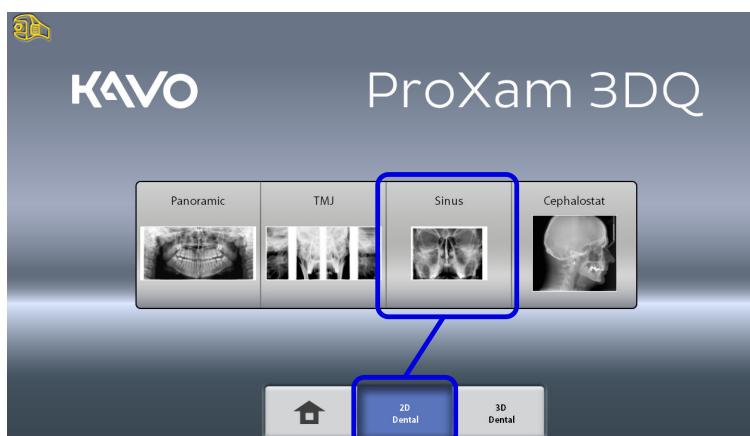 KAVO
ProXam 3DQ
Panoramic
TMJ
Sinus
Cephalostat
2D
Dental
3D
Dental